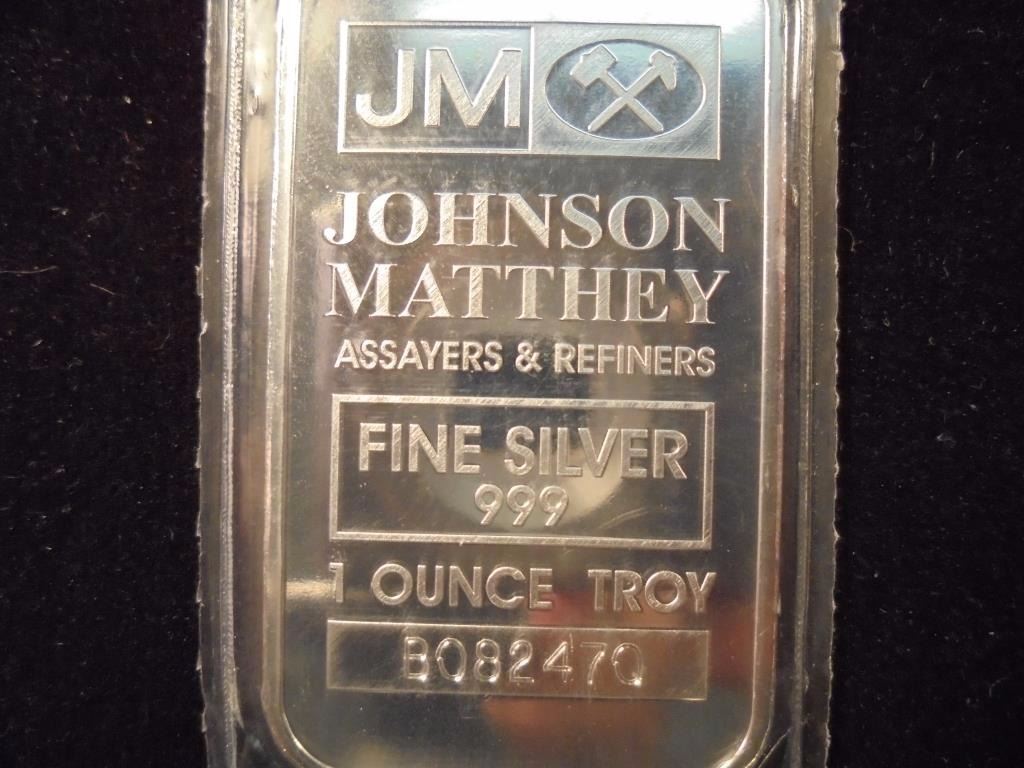 JM
JOHNSON
MATTHEY
ASSAYERS & REFINERS
FINE SILVER
999
1 OUNCE TROY
B082470